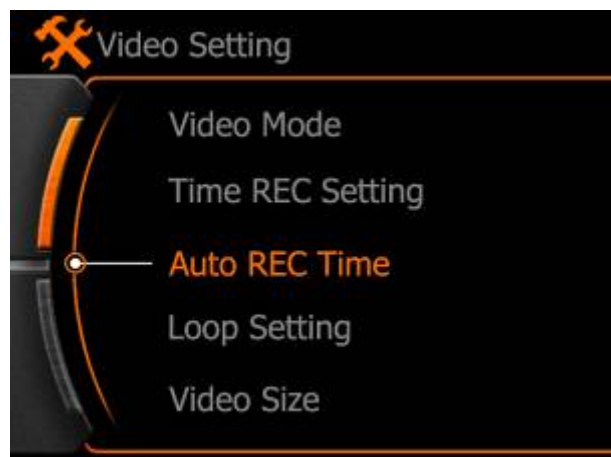 Video Setting
Video Mode
Time REC Setting
Auto REC Time
Loop Setting
Video Size